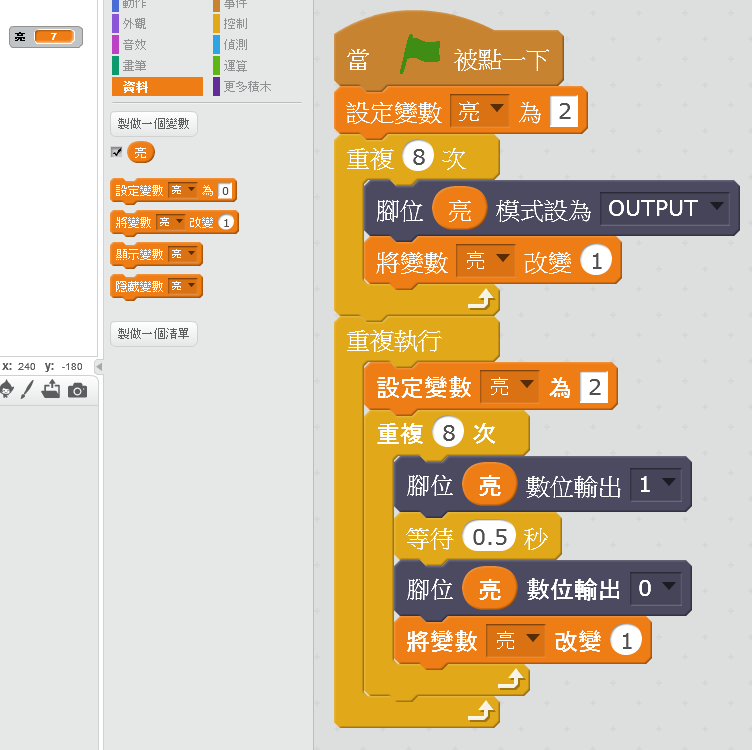 亮 7
動作 事件
外觀 控制
音效 偵測
畫筆 運算
資料 更多積木
製做一個變數
亮
設定變數 亮 為 0
將變數 亮 改變 1
顯示變數 亮
隱藏變數 亮
製做一個清單
x: 240 y: -180
當 被點一下
設定變數 亮 為 2
重複 8 次
腳位 亮 模式設為 OUTPUT
將變數 亮 改變 1
重複執行
設定變數 亮 為 2
重複 8 次
腳位 亮 數位輸出 1
等待 0.5 秒
腳位 亮 數位輸出 0
將變數 亮 改變 1